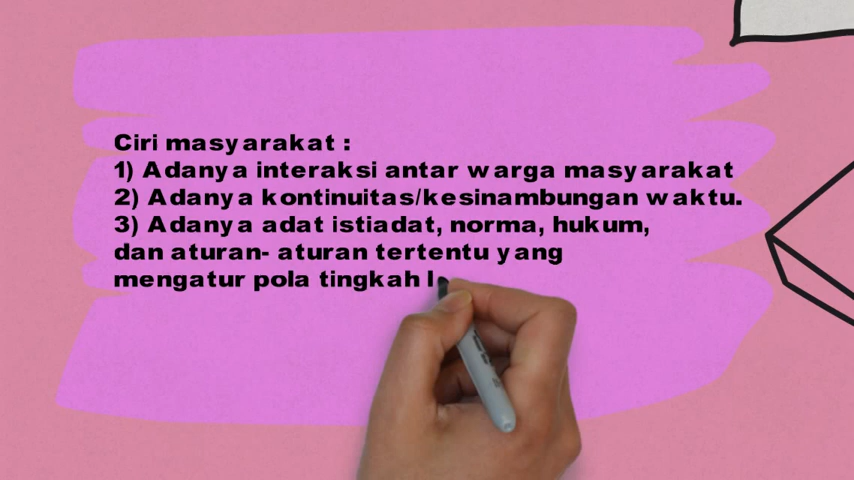 Ciri masyarakat :
1) Adanya interaksi antar warga masyarakat
2) Adanya kontinuitas/kesinambungan waktu.
3) Adanya adat istiadat, norma, hukum,
dan aturan- aturan tertentu yang
mengatur pola tingkah l